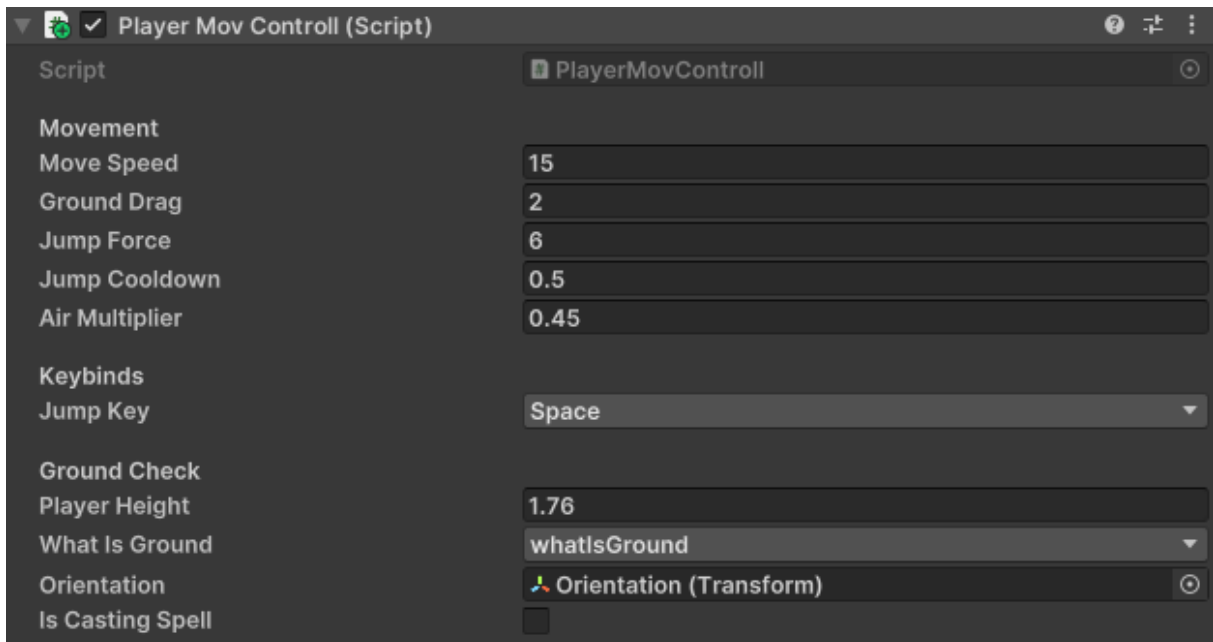 Player Mov Controll (Script)
Script PlayerMovControll
Movement
Move Speed 15
Ground Drag 2
Jump Force 6
Jump Cooldown 0.5
Air Multiplier 0.45
Keybinds
Jump Key Space
Ground Check
Player Height 1.76
What Is Ground whatIsGround
Orientation Orientation (Transform)
Is Casting Spell